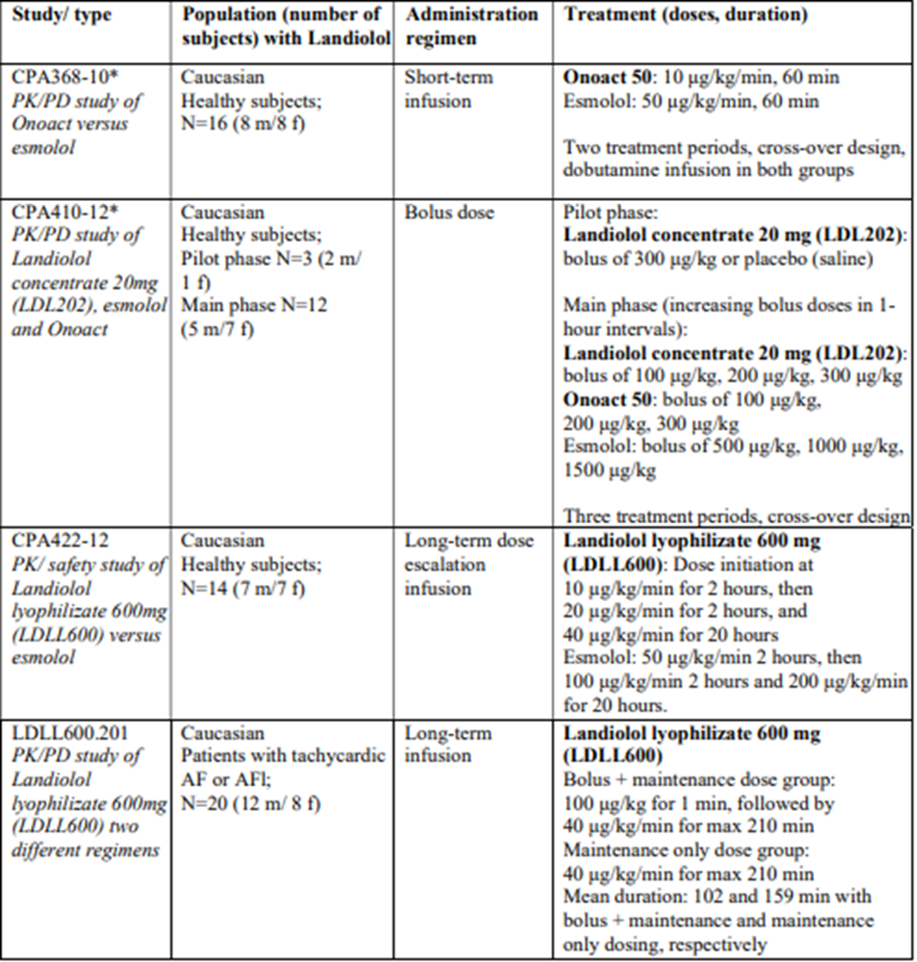 Study/ type
Population (number of
subjects) with Landiolol
Administration
regimen
Treatment (doses, duration)
CPA368-10*
PK/PD study of
Onoact versus
esmolol
Caucasian
Healthy subjects;
N=16 (8 m/8 f)
Short-term
infusion
Onoact 50: 10 µg/kg/min, 60 min
Esmolol: 50 µg/kg/min, 60 min
Two treatment periods, cross-over design,
dobutamine infusion in both groups
CPA410-12*
PK/PD study of
Landiolol
concentrate 20mg
(LDL202), esmolol
and Onoact
Caucasian
Healthy subjects;
Pilot phase N=3 (2 m/
1 f)
Main phase N=12
(5 m/7 f)
Bolus dose
Pilot phase:
Landiolol concentrate 20 mg (LDL202):
bolus of 300 µg/kg or placebo (saline)
Main phase (increasing bolus doses in 1-
hour intervals):
Landiolol concentrate 20 mg (LDL202):
bolus of 100 µg/kg, 200 µg/kg, 300 µg/kg
Onoact 50: bolus of 100 µg/kg,
200 µg/kg, 300 µg/kg
Esmolol: bolus of 500 µg/kg, 1000 µg/kg,
1500 µg/kg
Three treatment periods, cross-over design
CPA422-12
PK/ safety study of
Landiolol
lyophilizate 600mg
(LDLL600) versus
esmolol
Caucasian
Healthy subjects;
N=14 (7 m/7 f)
Long-term dose
escalation
infusion
Landiolol lyophilizate 600 mg
(LDLL600): Dose initiation at
10 µg/kg/min for 2 hours, then
20 µg/kg/min for 2 hours, and
40 µg/kg/min for 20 hours
Esmolol: 50 µg/kg/min 2 hours, then
100 µg/kg/min 2 hours and 200 µg/kg/min
for 20 hours.
LDLL600.201
PK/PD study of
Landiolol
lyophilizate 600mg
(LDLL600) two
different regimens
Caucasian
Patients with tachycardic
AF or AFl;
N=20 (12 m/ 8 f)
Long-term
infusion
Landiolol lyophilizate 600 mg
(LDLL600)
Bolus + maintenance dose group:
100 µg/kg for 1 min, followed by
40 µg/kg/min for max 210 min
Maintenance only dose group:
40 µg/kg/min for max 210 min
Mean duration: 102 and 159 min with
bolus + maintenance and maintenance
only dosing, respectively